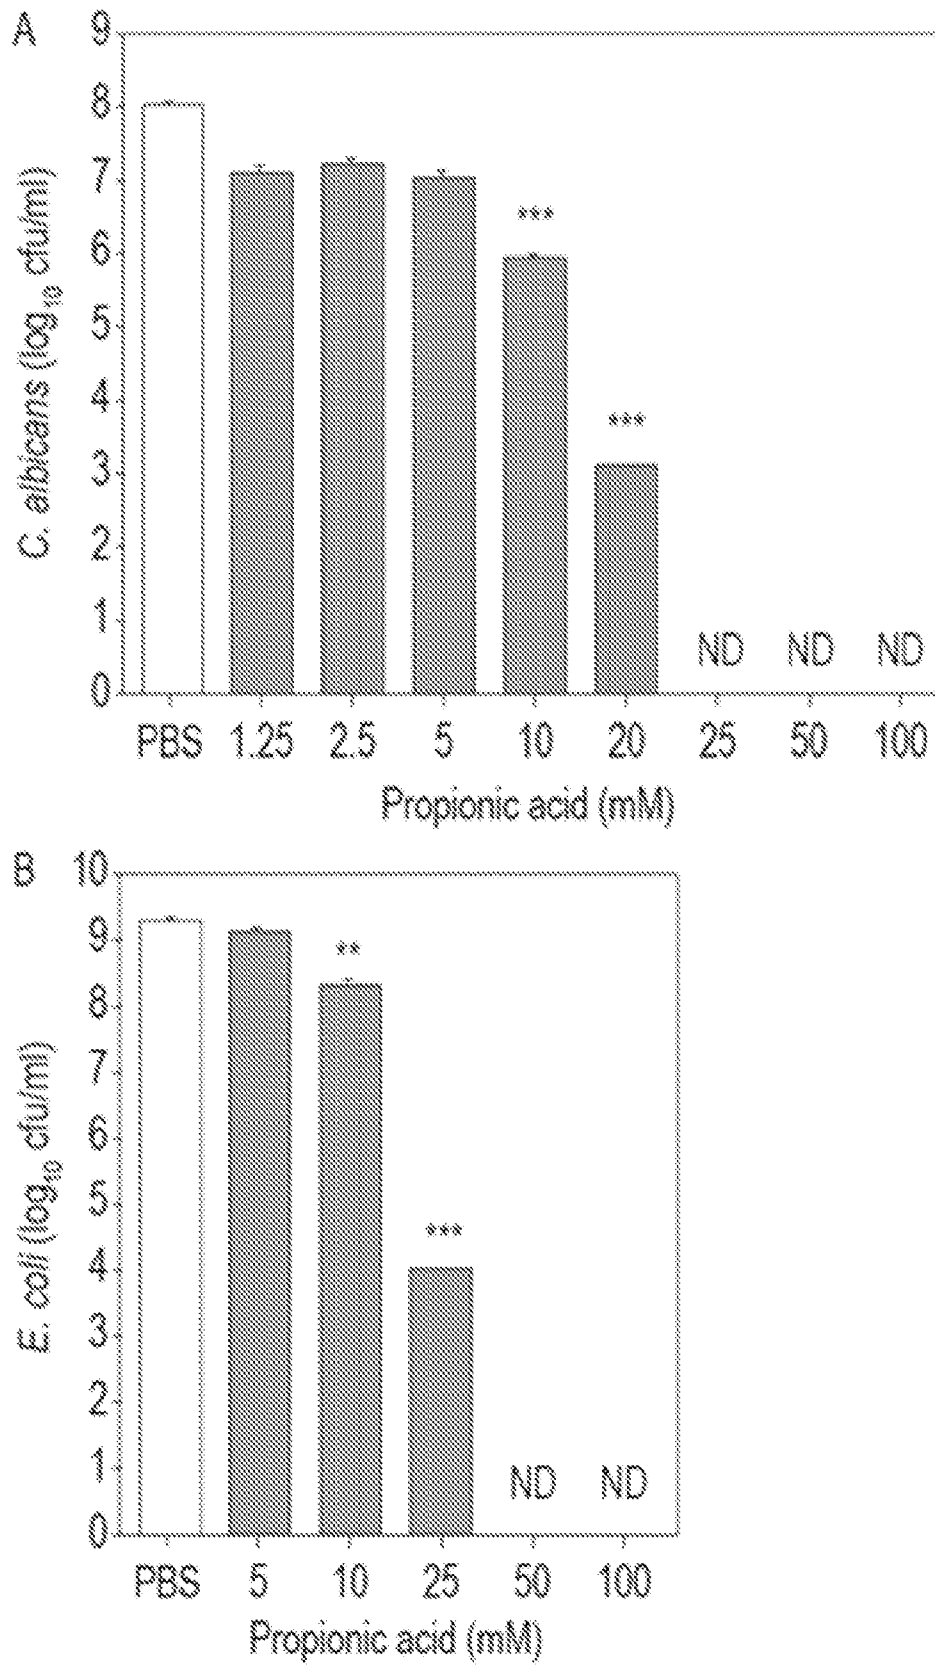 A
9
8
7
6
5
4
3
2
1
0
C. albicans (log10 cfu/ml)
***
***
ND ND ND
PBS 1.25 2.5 5 10 20 25 50 100
Propionic acid (mM)
B
10
9
8
7
6
5
4
3
2
1
0
E. coli (log10 cfu/ml)
**
***
ND ND
PBS 5 10 25 50 100
Propionic acid (mM)